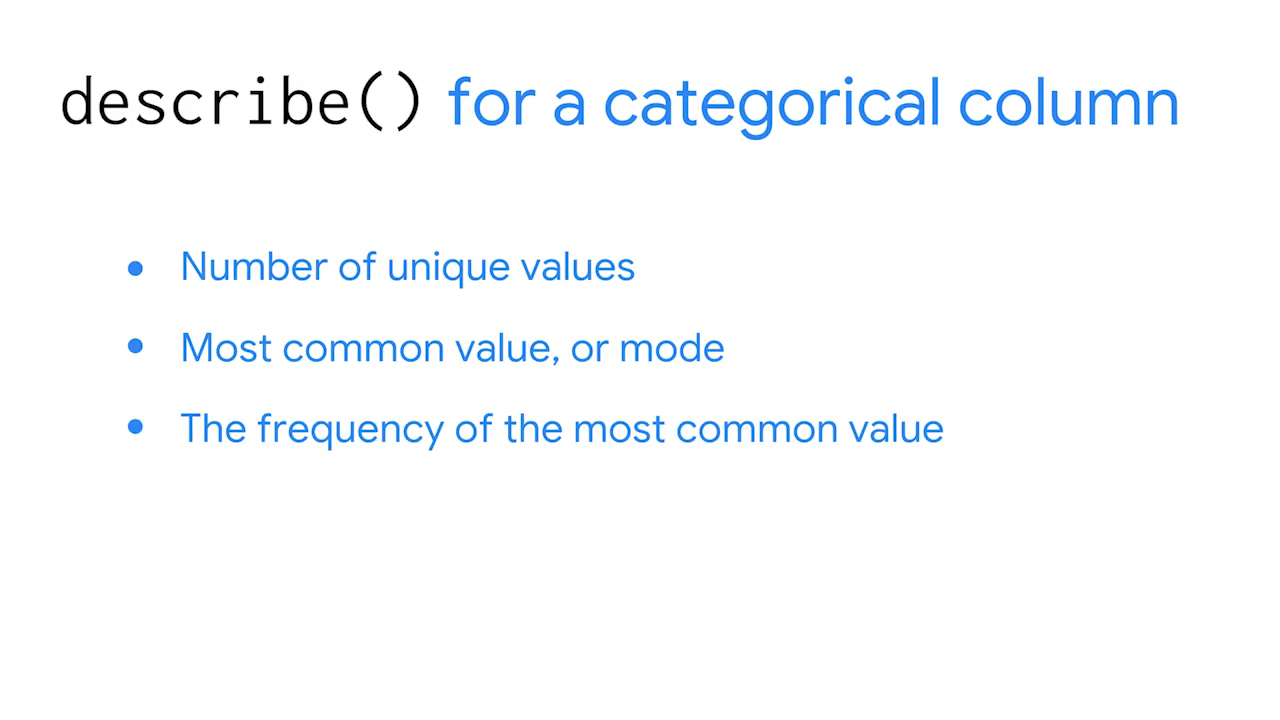 describe() for a categorical column
● Number of unique values
● Most common value, or mode
● The frequency of the most common value